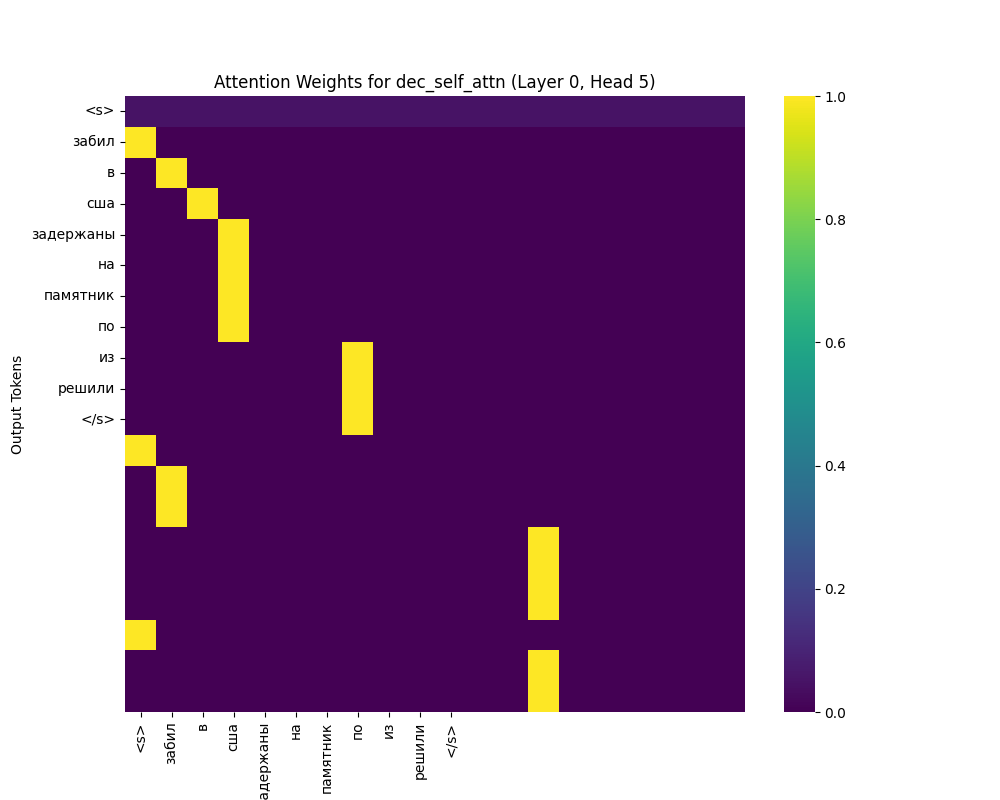 Attention Weights for dec_self_attn (Layer 0, Head 5)
Output Tokens
<s>
забил
в
сша
задержаны
на
памятник
по
из
решили
</s>
<s>
забил
в
сша
адержаны
на
памятник
по
из
решили
</s>
1.0
0.8
0.6
0.4
0.2
0.0